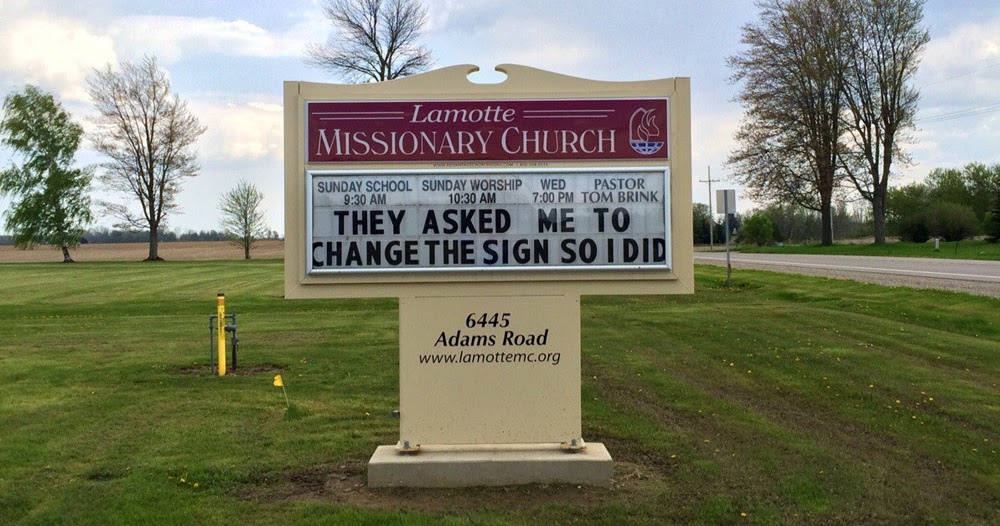 Lamotte
MISSIONARY CHURCH
SUNDAY SCHOOL SUNDAY WORSHIP WED PASTOR
9:30 AM 10:30 AM 7:00 PM TOM BRINK
THEY ASKED ME TO
CHANGE THE SIGN SO I DID
6445
Adams Road
www.lamottemc.org